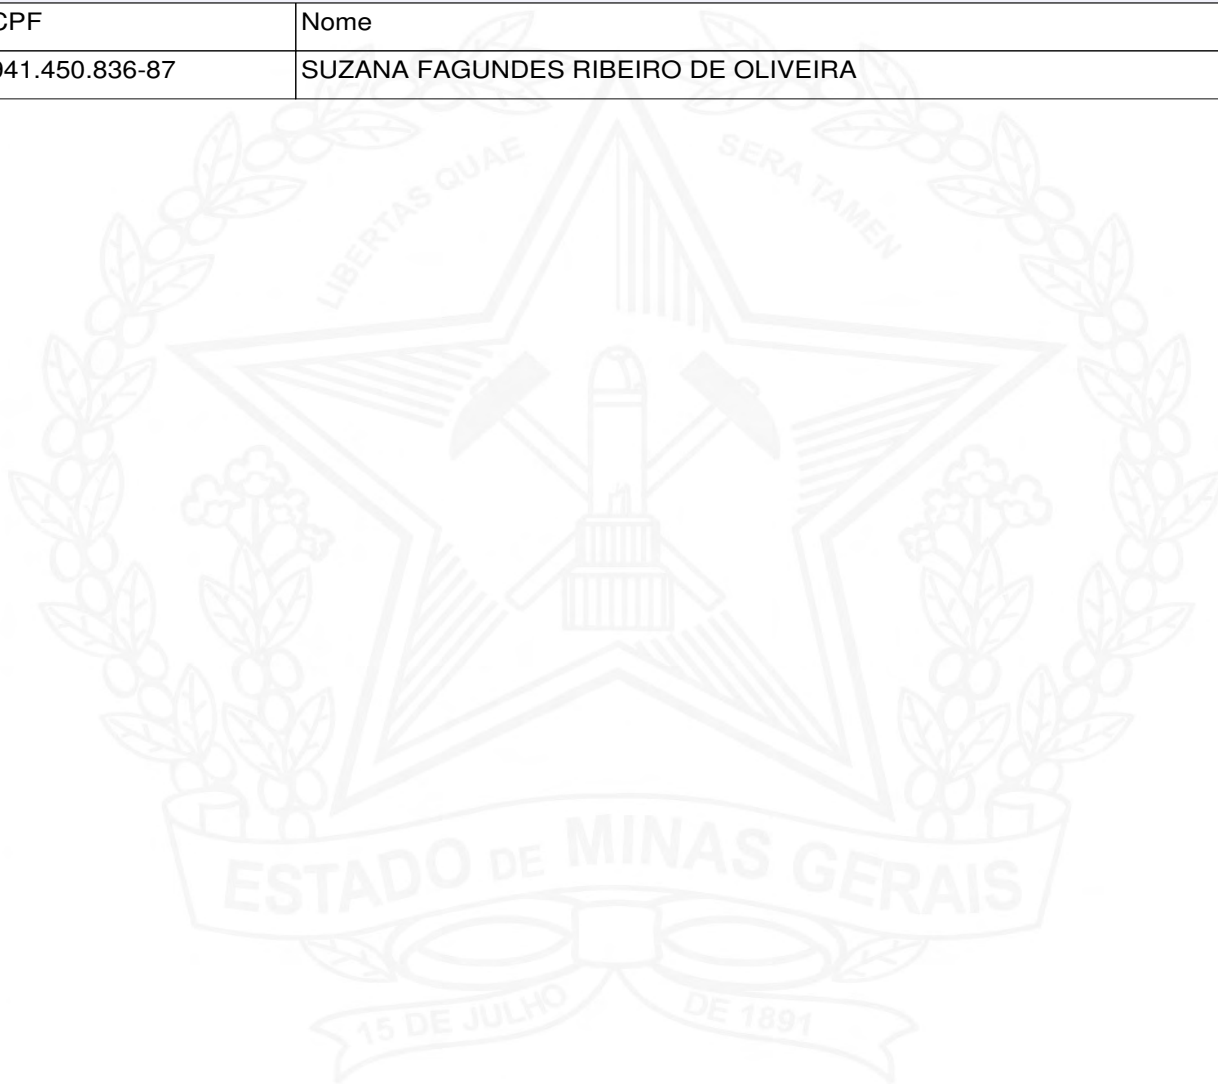 CPF Nome
041.450.836-87 SUZANA FAGUNDES RIBEIRO DE OLIVEIRA
LIBERTAS QUAE SERA TAMEN
ESTADO DE MINAS GERAIS
15 DE JULHO DE 1891